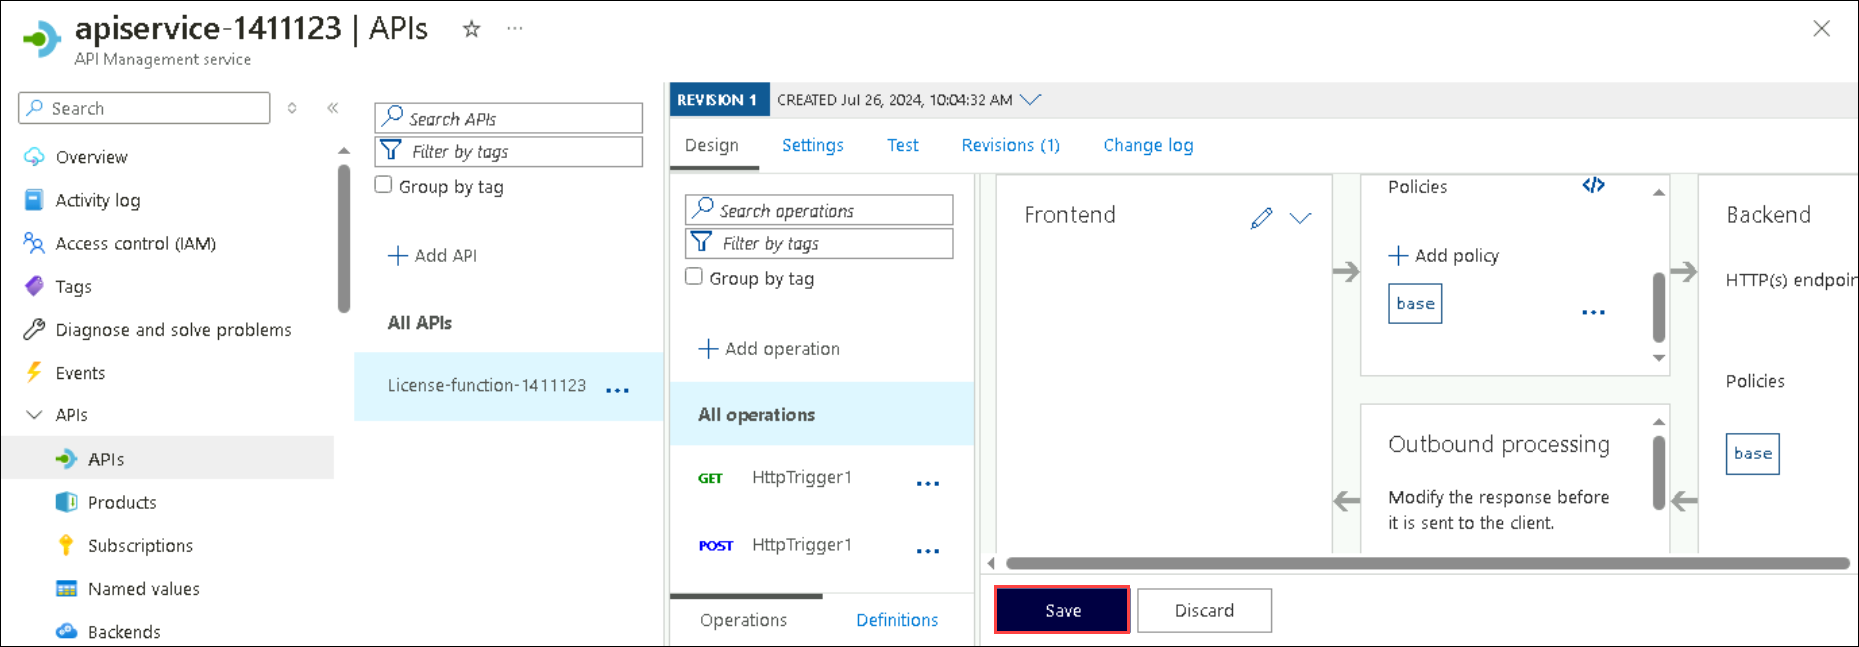 apiservice-1411123 | APIs
API Management service
Search
Overview
Activity log
Access control (IAM)
Tags
Diagnose and solve problems
Events
APIs
APIs
Products
Subscriptions
Named values
Backends
Search APIs
Filter by tags
Group by tag
Add API
All APIs
License-function-1411123
REVISION 1 CREATED Jul 26, 2024, 10:04:32 AM
Design Settings Test Revisions (1) Change log
Search operations
Filter by tags
Group by tag
Add operation
All operations
GET HttpTrigger1
POST HttpTrigger1
Operations Definitions
Frontend
Policies
Add policy
base
Outbound processing
Modify the response before
it is sent to the client.
Backend
HTTP(s)
Policies
base
Save Discard